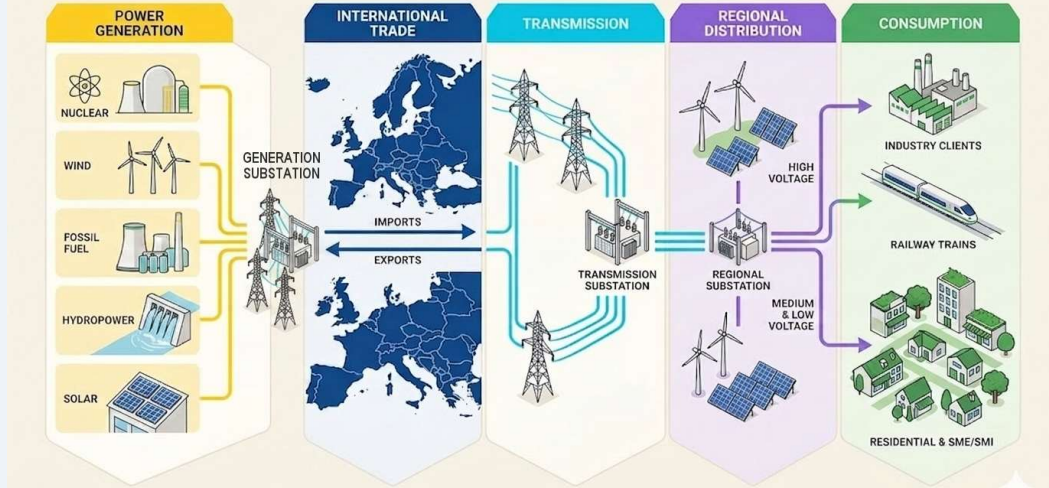 POWER
GENERATION
INTERNATIONAL
TRADE
TRANSMISSION
REGIONAL
DISTRIBUTION
CONSUMPTION
NUCLEAR
WIND
FOSSIL
FUEL
HYDROPOWER
SOLAR
GENERATION
SUBSTATION
IMPORTS
EXPORTS
TRANSMISSION
SUBSTATION
HIGH
VOLTAGE
REGIONAL
SUBSTATION
MEDIUM
& LOW
VOLTAGE
INDUSTRY CLIENTS
RAILWAY TRAINS
RESIDENTIAL & SME/SMI